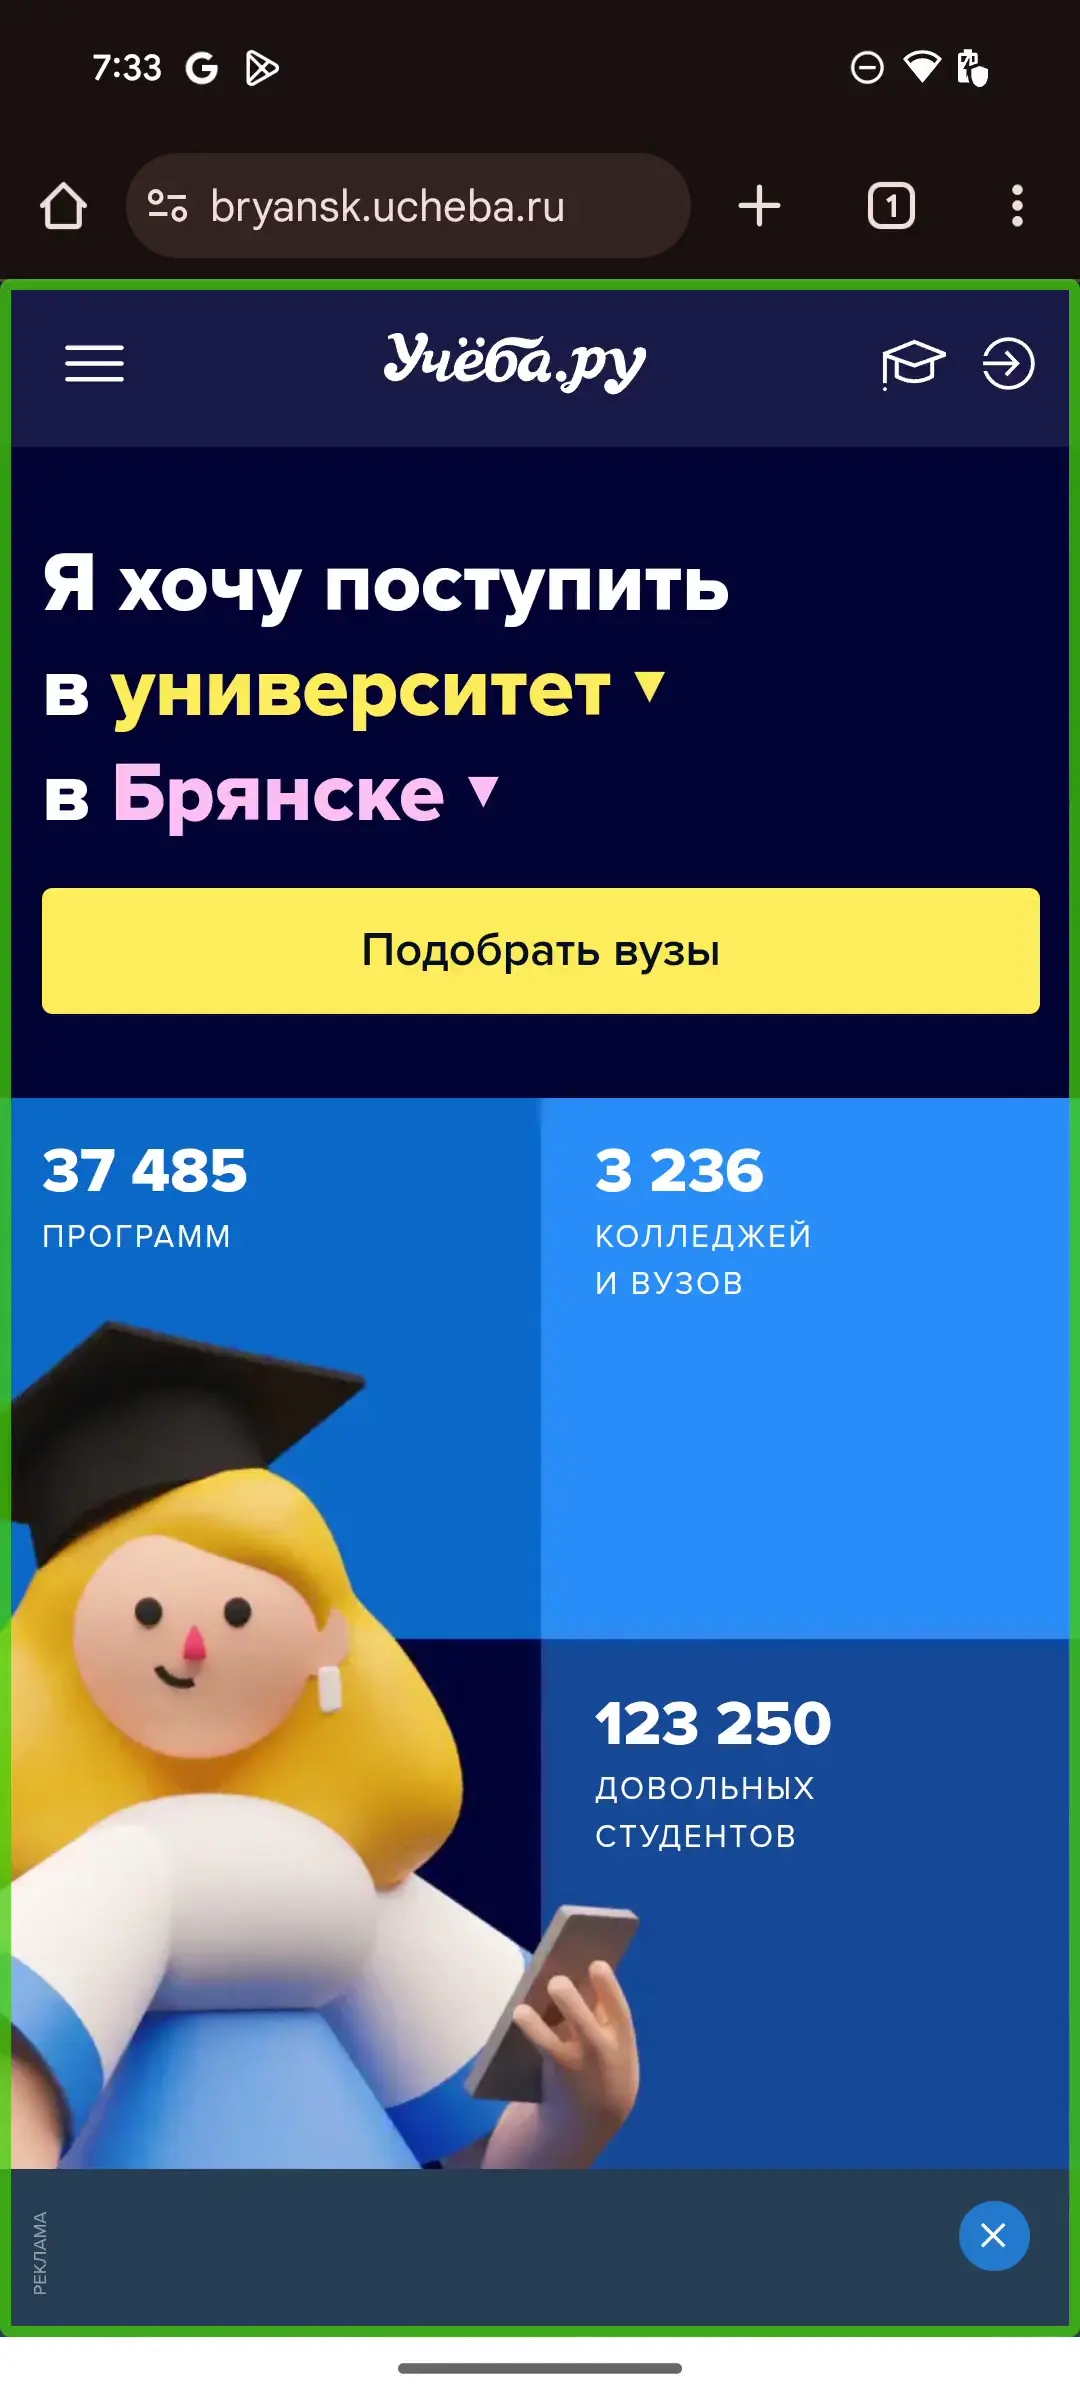 7:33
bryansk.ucheba.ru
1
Учёба.ру
Я хочу поступить
в университет
в Брянске
Подобрать вузы
37 485
ПРОГРАММ
3 236
КОЛЛЕДЖЕЙ
И ВУЗОВ
123 250
ДОВОЛЬНЫХ
СТУДЕНТОВ
РЕКЛАМА